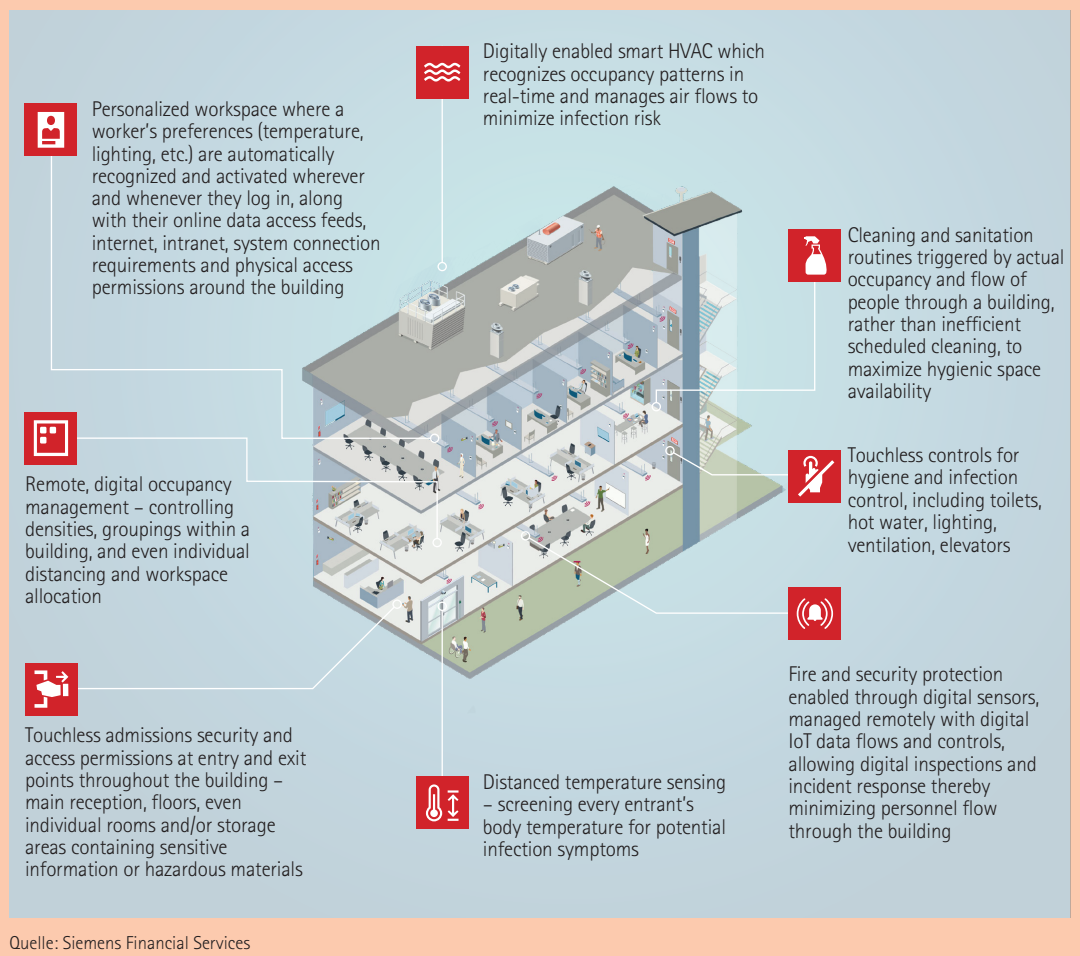 Digitally enabled smart HVAC which
recognizes occupancy patterns in
real-time and manages air flows to
minimize infection risk
Personalized workspace where a
worker's preferences (temperature,
lighting, etc.) are automatically
recognized and activated wherever
and whenever they log in, along
with their online data access feeds,
internet, intranet, system connection
requirements and physical access
permissions around the building
Cleaning and sanitation
routines triggered by actual
occupancy and flow of
people through a building,
rather than inefficient
scheduled cleaning, to
maximize hygienic space
availability
Remote, digital occupancy
management – controlling
densities, groupings within a
building, and even individual
distancing and workspace
allocation
Touchless controls for
hygiene and infection
control, including toilets,
hot water, lighting,
ventilation, elevators
Fire and security protection
enabled through digital sensors,
managed remotely with digital
IoT data flows and controls,
allowing digital inspections and
incident response thereby
minimizing personnel flow
through the building
Touchless admissions security and
access permissions at entry and exit
points throughout the building –
main reception, floors, even
individual rooms and/or storage
areas containing sensitive
information or hazardous materials
Distanced temperature sensing
– screening every entrant's
body temperature for potential
infection symptoms
Quelle: Siemens Financial Services